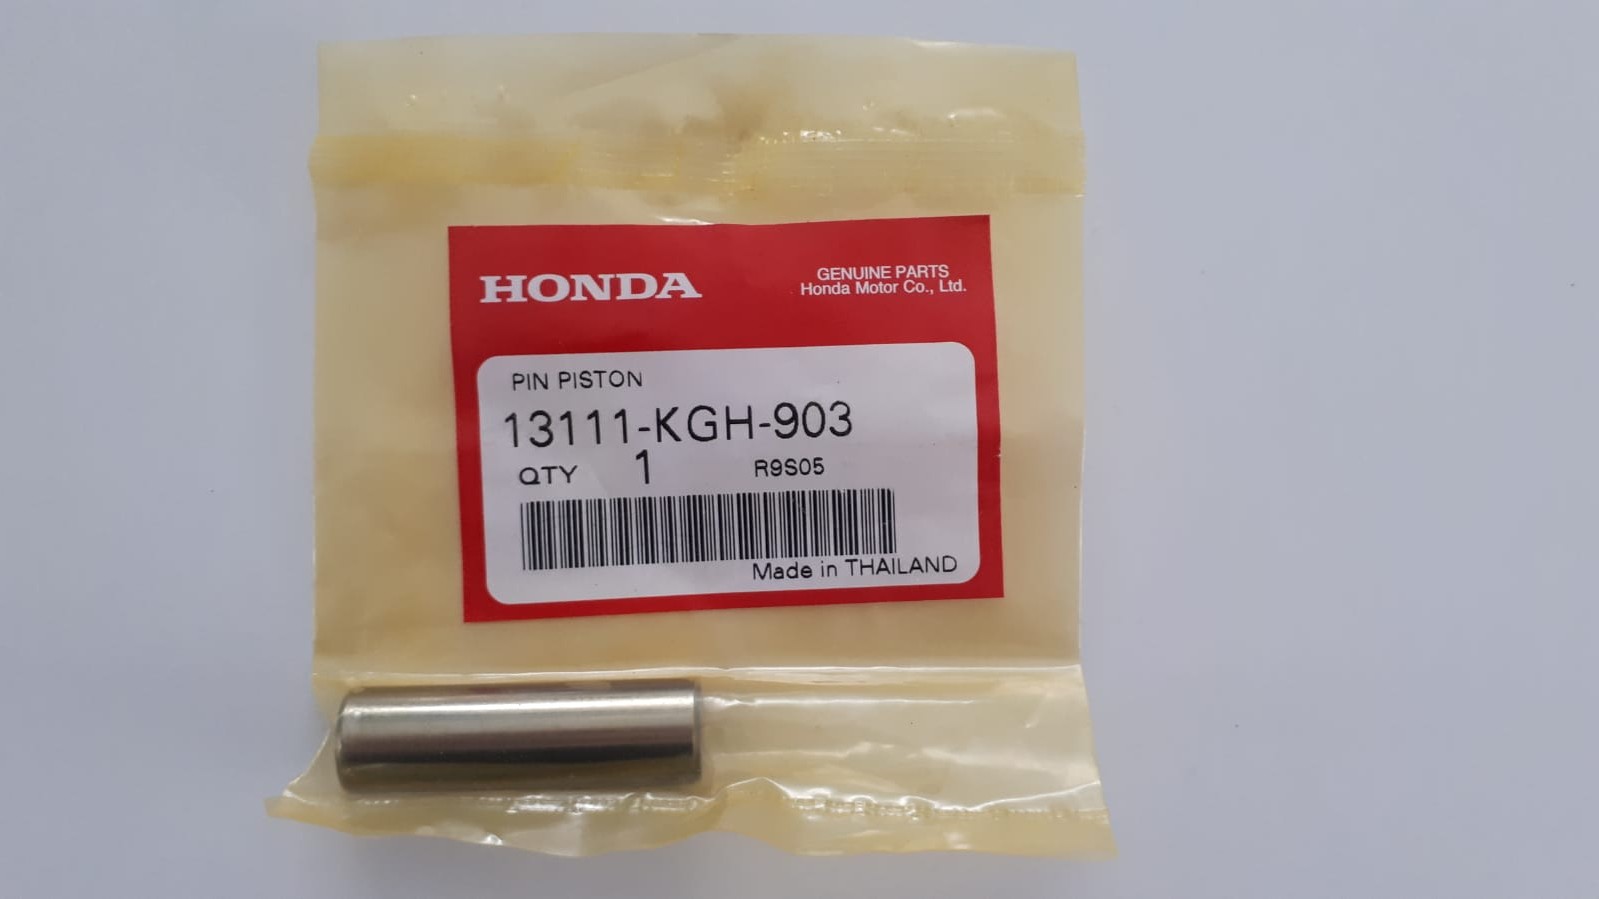 HONDA
GENUINE PARTS
Honda Motor Co., Ltd.
PIN PISTON
13111-KGH-903
QTY 1 R9S05
Made in THAILAND